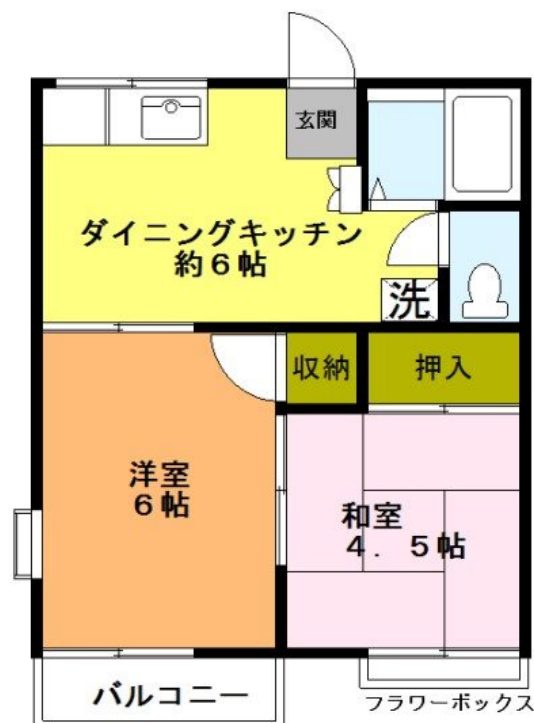 玄関
ダイニングキッチン
約６帖
洗
収納
押入
洋室
６帖
和室
４．５帖
バルコニー
フラワーボックス